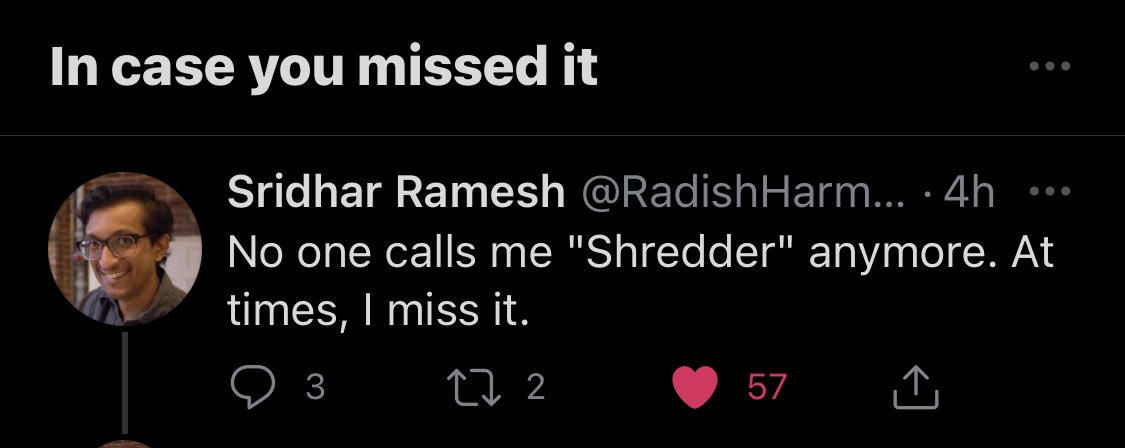 In case you missed it
Sridhar Ramesh @RadishHarm... · 4h
No one calls me "Shredder" anymore. At
times, I miss it.
3 2 57